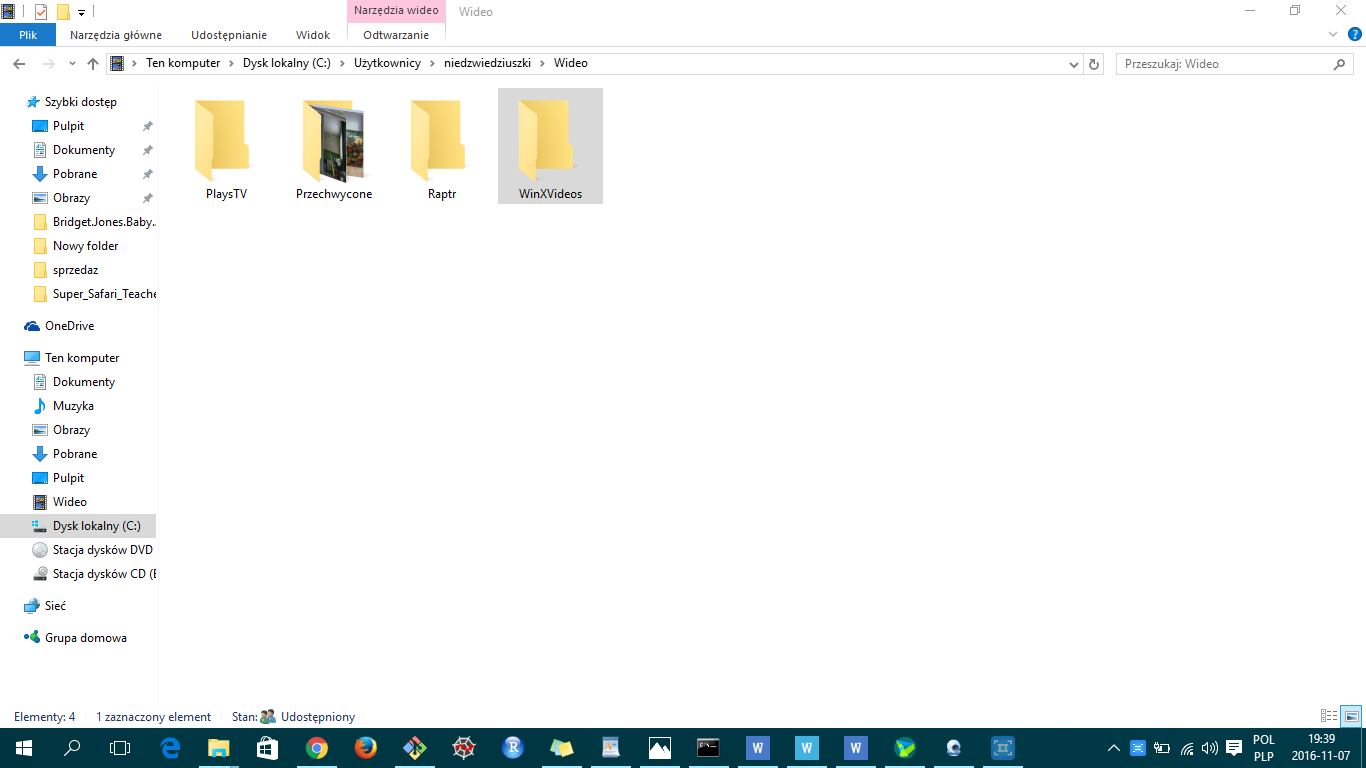 Narzędzia wideo
Wideo
Plik
Narzędzia główne
Udostępnianie
Widok
Odtwarzanie
Ten komputer
Dysk lokalny (C:)
Użytkownicy
niedzwiedziuszki
Wideo
Przeszukaj: Wideo
Szybki dostęp
Pulpit
Dokumenty
Pobrane
Obrazy
Bridget.Jones.Baby.
Nowy folder
sprzedaz
Super_Safari_Teache
OneDrive
Ten komputer
Dokumenty
Muzyka
Obrazy
Pobrane
Pulpit
Wideo
Dysk lokalny (C:)
Stacja dysków DVD
Stacja dysków CD (E
Sieć
Grupa domowa
PlaysTV
Przechwycone
Raptr
WinXVideos
Elementy: 4
1 zaznaczony element
Stan:
Udostępniony
R
W
W
W
POL
PLP
19:39
2016-11-07